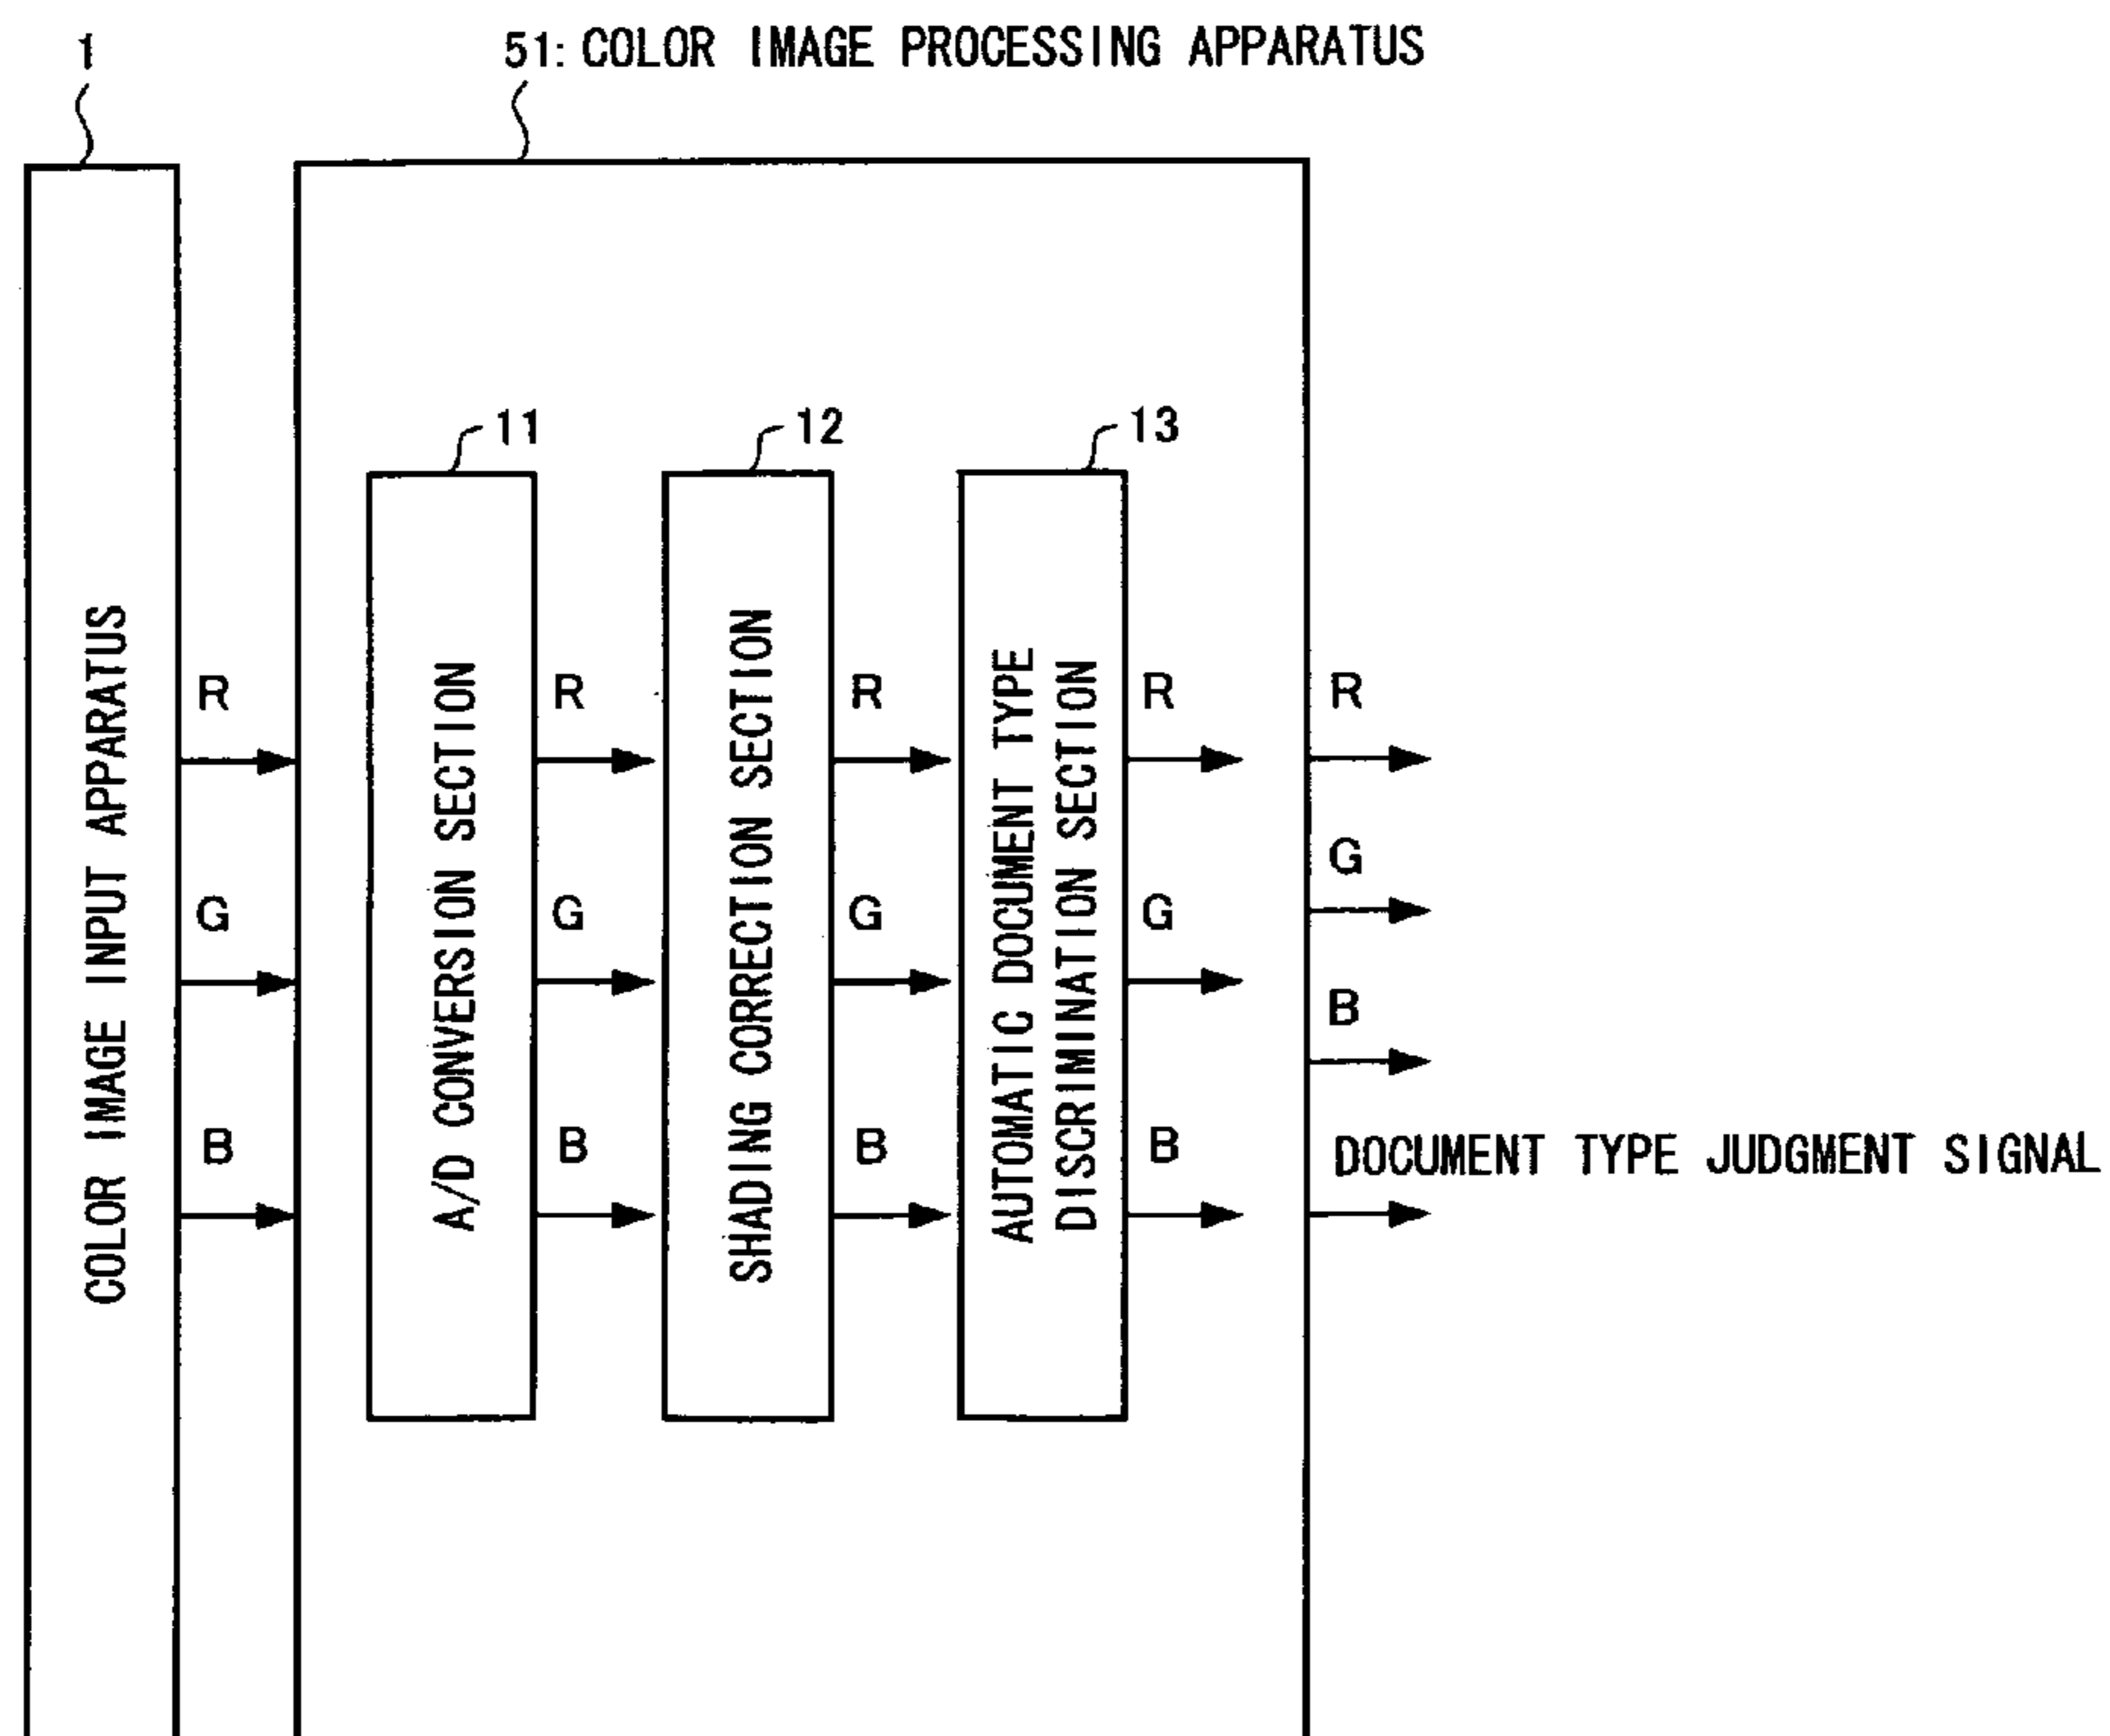 1
51: COLOR IMAGE PROCESSING APPARATUS
COLOR IMAGE INPUT APPARATUS
R
G
B
11
A/D CONVERSION SECTION
R
G
B
12
SHADING CORRECTION SECTION
R
G
B
13
AUTOMATIC DOCUMENT TYPE
DISCRIMINATION SECTION
R
G
B
R
G
B
DOCUMENT TYPE JUDGMENT SIGNAL